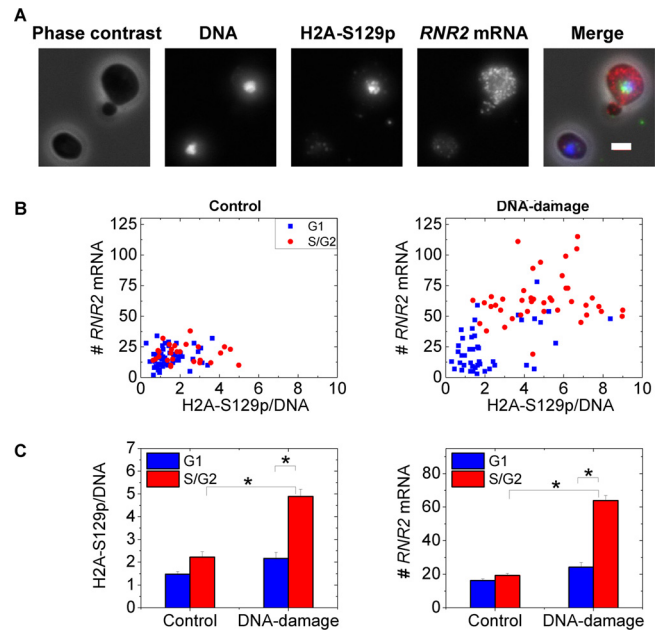 A
Phase contrast DNA H2A-S129p RNR2 mRNA Merge
B
Control
125
100
75
50
25
0
# RNR2 mRNA
G1
S/G2
0 2 4 6 8 10
H2A-S129p/DNA
DNA-damage
125
100
75
50
25
0
# RNR2 mRNA
0 2 4 6 8 10
H2A-S129p/DNA
C
7
6
5
4
3
2
1
0
H2A-S129p/DNA
G1
S/G2
*
*
Control DNA-damage
80
60
40
20
0
# RNR2 mRNA
G1
S/G2
*
*
Control DNA-damage